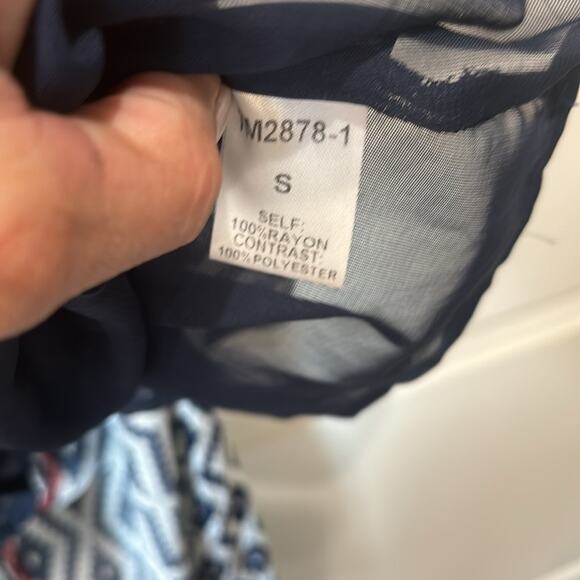 M2878-1
S
SELF:
100%RAYON
CONTRAST:
100%POLYESTER